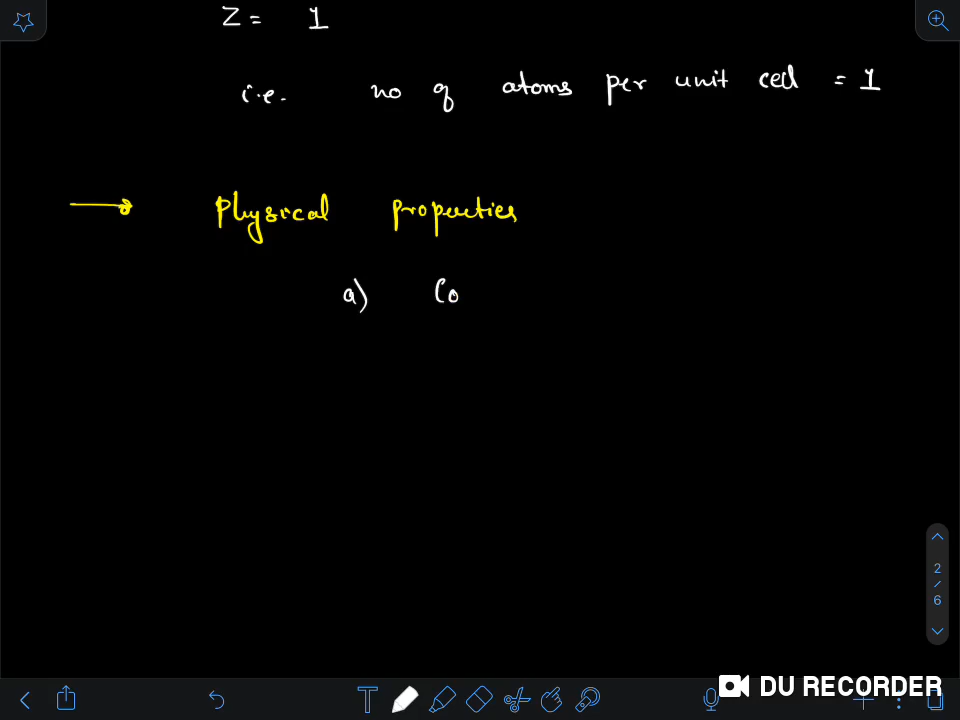 Z = 1
i.e. no of atoms per unit cell = 1
Physical properties
a) Co
2
/
6
T
DU RECORDER